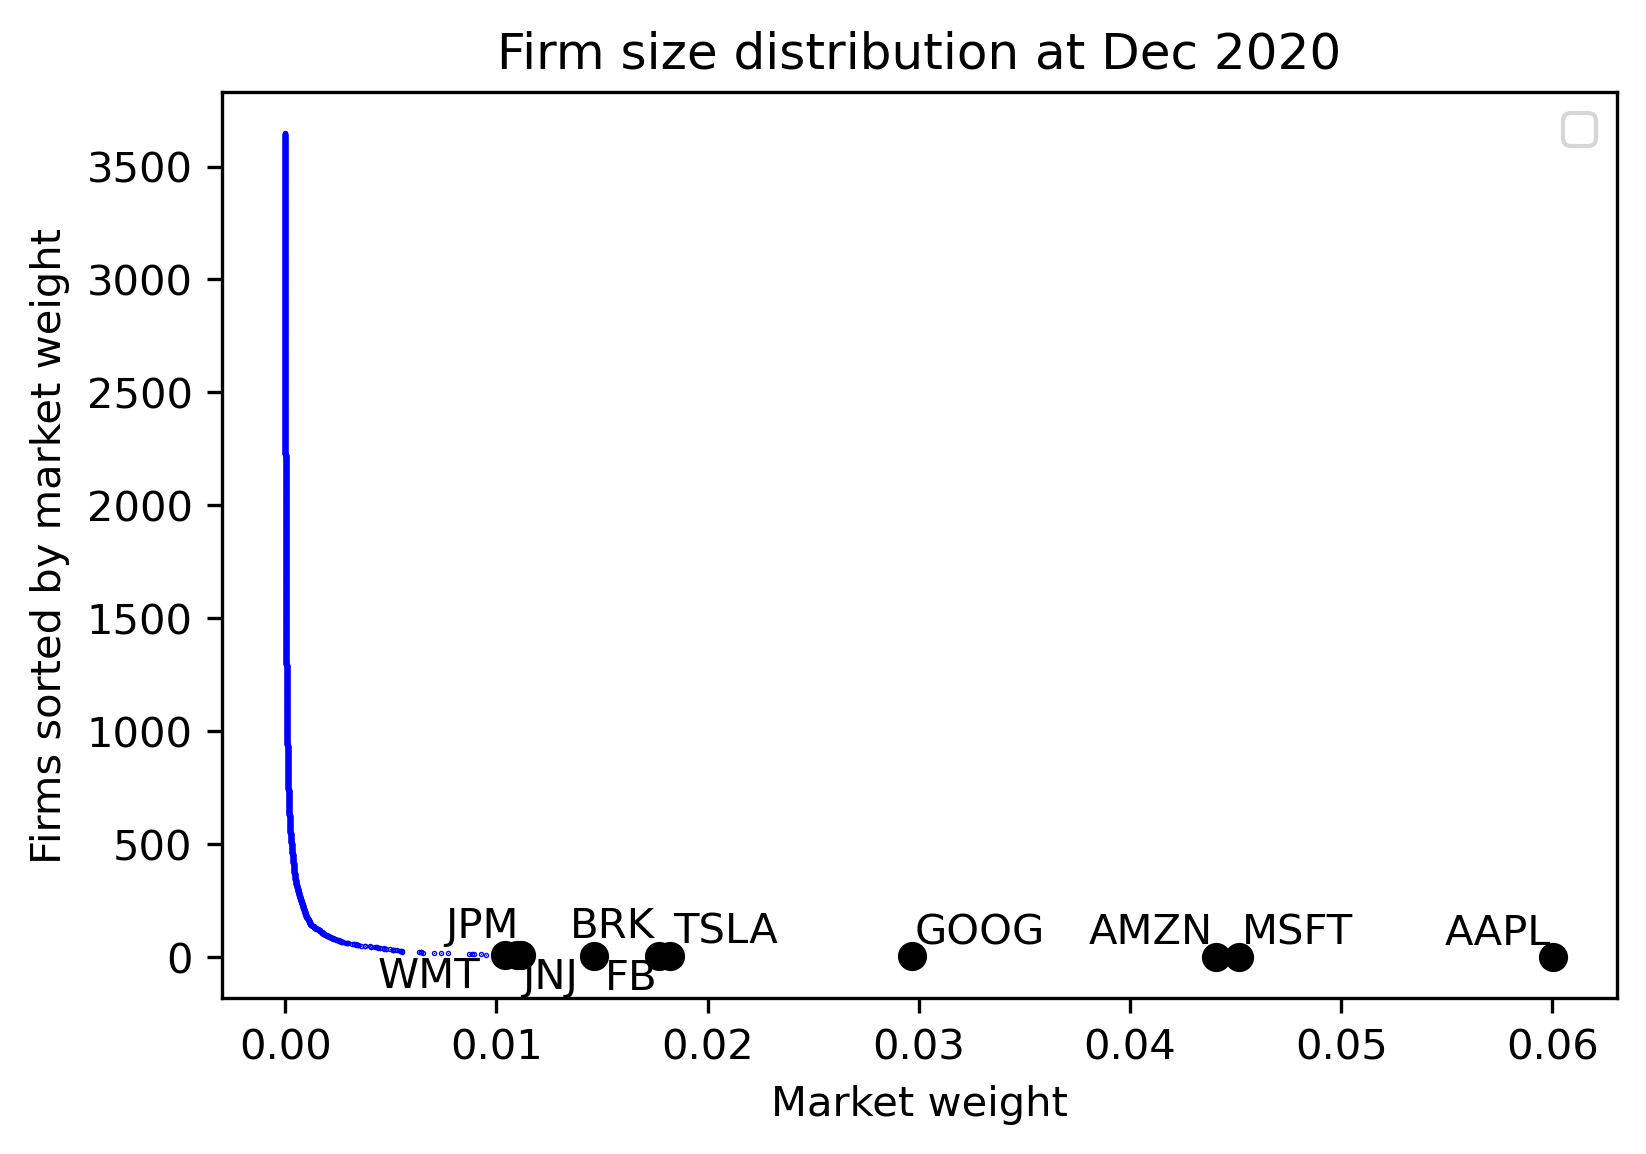 Firm size distribution at Dec 2020
Firms sorted by market weight
3500
3000
2500
2000
1500
1000
500
0
JPM
BRK
TSLA
GOOG
AMZN
MSFT
AAPL
WMT
JNJ
FB
0.00
0.01
0.02
0.03
0.04
0.05
0.06
Market weight